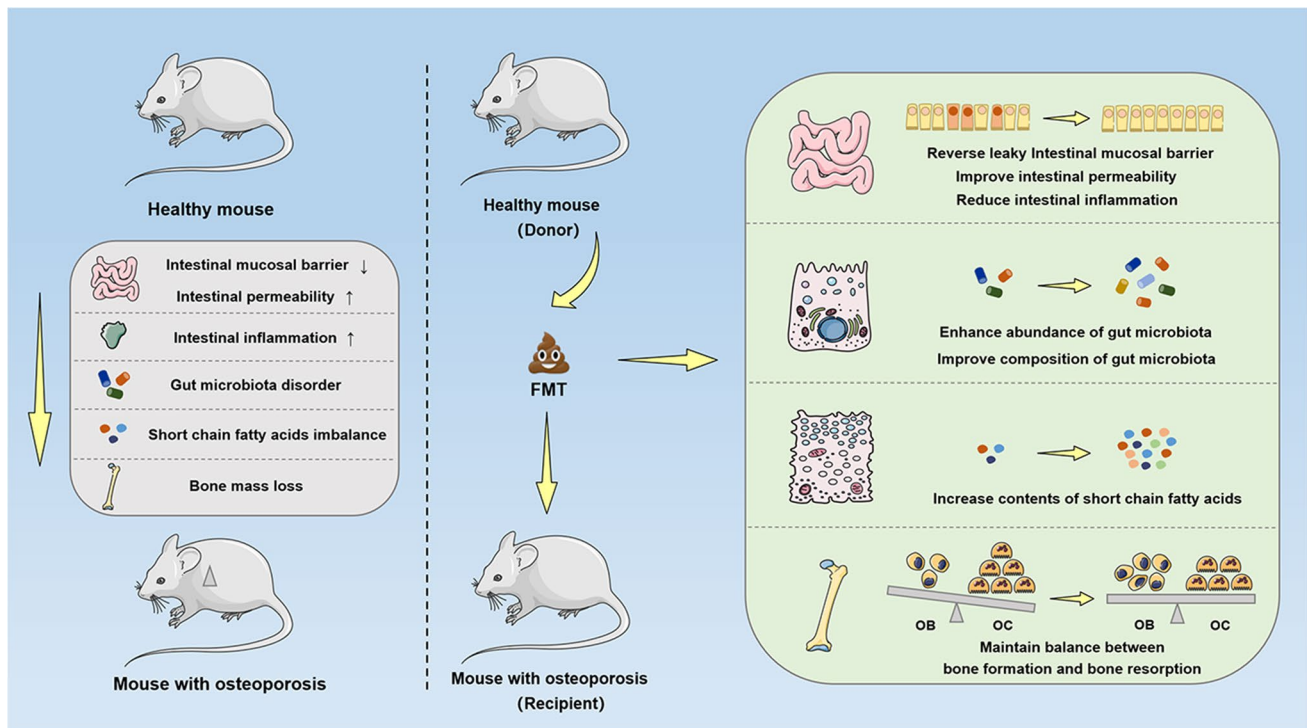 Healthy mouse
Intestinal mucosal barrier ↓
Intestinal permeability ↑
Intestinal inflammation ↑
Gut microbiota disorder
Short chain fatty acids imbalance
Bone mass loss
Mouse with osteoporosis
Healthy mouse
(Donor)
FMT
Mouse with osteoporosis
(Recipient)
Reverse leaky Intestinal mucosal barrier
Improve intestinal permeability
Reduce intestinal inflammation
Enhance abundance of gut microbiota
Improve composition of gut microbiota
Increase contents of short chain fatty acids
OB OC OB OC
Maintain balance between
bone formation and bone resorption